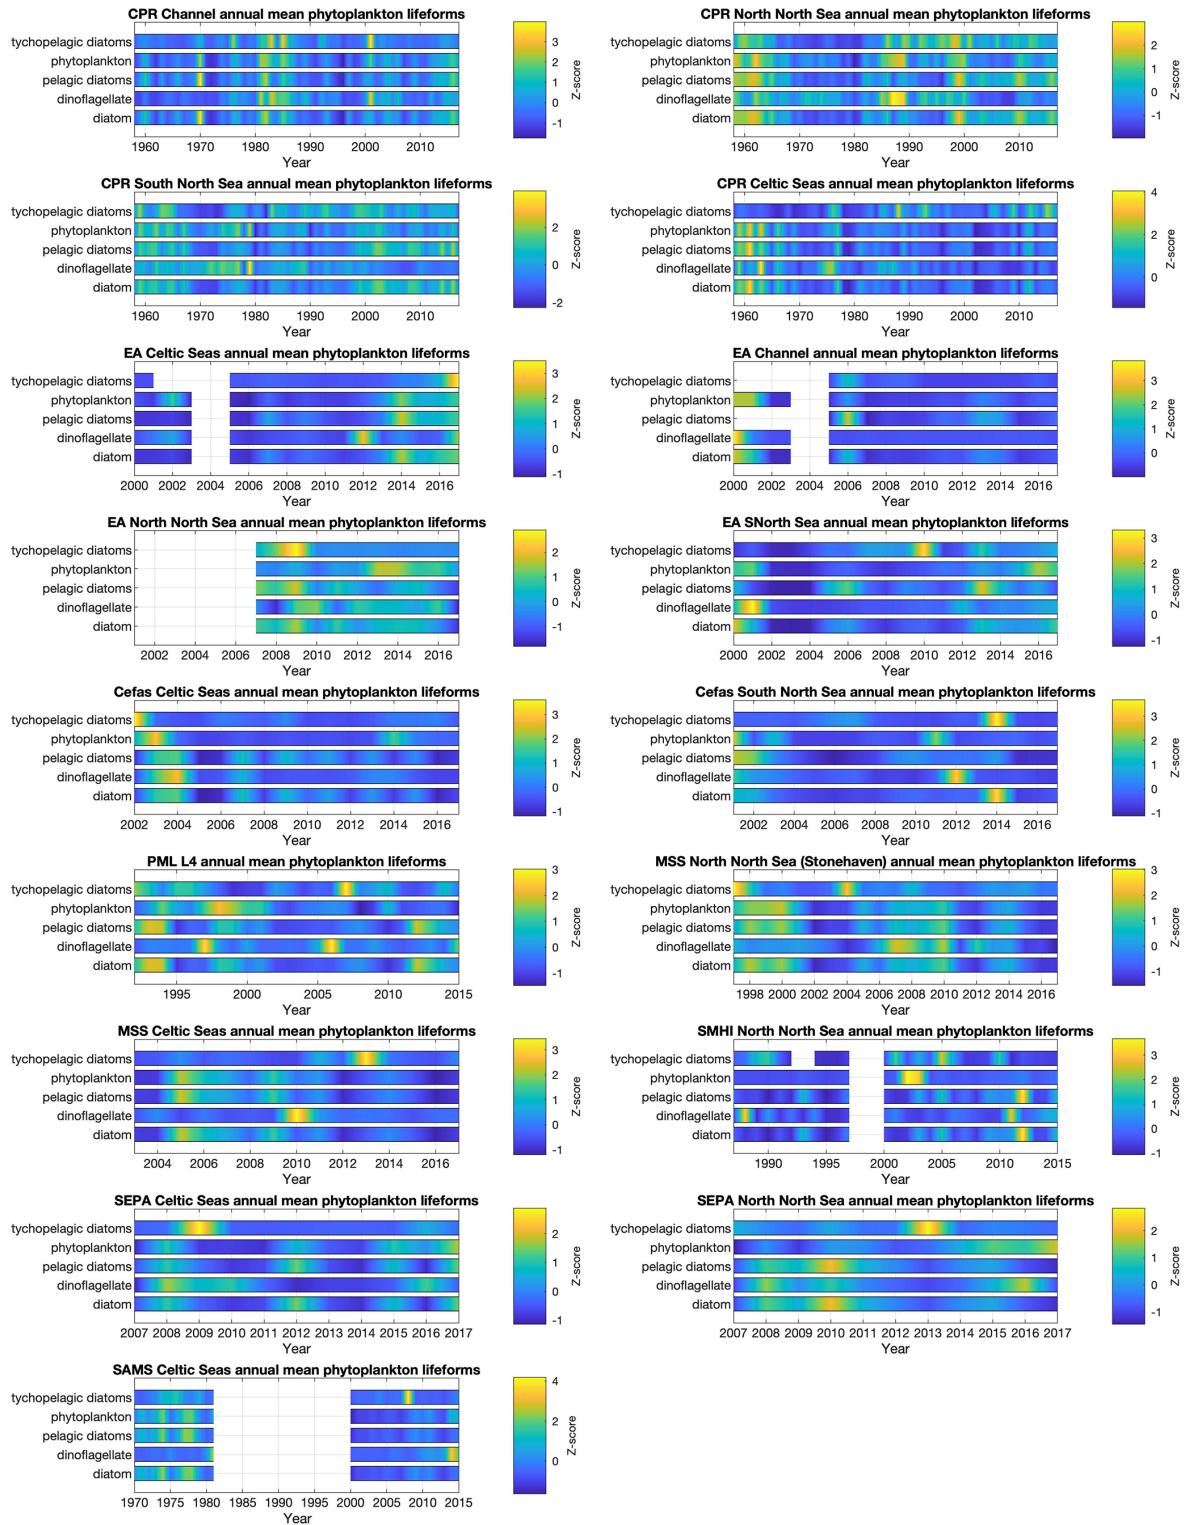 CPR Channel annual mean phytoplankton lifeforms
tychopelagic diatoms
phytoplankton
pelagic diatoms
dinoflagellate
diatom
1960 1970 1980 1990 2000 2010
Year
3
2
1
0
-1
Z-score
CPR North North Sea annual mean phytoplankton lifeforms
tychopelagic diatoms
phytoplankton
pelagic diatoms
dinoflagellate
diatom
1960 1970 1980 1990 2000 2010
Year
2
1
0
-1
Z-score
CPR South North Sea annual mean phytoplankton lifeforms
tychopelagic diatoms
phytoplankton
pelagic diatoms
dinoflagellate
diatom
1960 1970 1980 1990 2000 2010
Year
2
0
-2
Z-score
CPR Celtic Seas annual mean phytoplankton lifeforms
tychopelagic diatoms
phytoplankton
pelagic diatoms
dinoflagellate
diatom
1960 1970 1980 1990 2000 2010
Year
4
2
0
Z-score
EA Celtic Seas annual mean phytoplankton lifeforms
tychopelagic diatoms
phytoplankton
pelagic diatoms
dinoflagellate
diatom
2000 2002 2004 2006 2008 2010 2012 2014 2016
Year
3
2
1
0
-1
Z-score
EA Channel annual mean phytoplankton lifeforms
tychopelagic diatoms
phytoplankton
pelagic diatoms
dinoflagellate
diatom
2000 2002 2004 2006 2008 2010 2012 2014 2016
Year
3
2
1
0
Z-score
EA North North Sea annual mean phytoplankton lifeforms
tychopelagic diatoms
phytoplankton
pelagic diatoms
dinoflagellate
diatom
2002 2004 2006 2008 2010 2012 2014 2016
Year
2
1
0
-1
Z-score
EA SNorth Sea annual mean phytoplankton lifeforms
tychopelagic diatoms
phytoplankton
pelagic diatoms
dinoflagellate
diatom
2000 2002 2004 2006 2008 2010 2012 2014 2016
Year
3
2
1
0
-1
Z-score
Cefas Celtic Seas annual mean phytoplankton lifeforms
tychopelagic diatoms
phytoplankton
pelagic diatoms
dinoflagellate
diatom
2002 2004 2006 2008 2010 2012 2014 2016
Year
3
2
1
0
-1
Z-score
Cefas South North Sea annual mean phytoplankton lifeforms
tychopelagic diatoms
phytoplankton
pelagic diatoms
dinoflagellate
diatom
2002 2004 2006 2008 2010 2012 2014 2016
Year
3
2
1
0
-1
Z-score
PML L4 annual mean phytoplankton lifeforms
tychopelagic diatoms
phytoplankton
pelagic diatoms
dinoflagellate
diatom
1995 2000 2005 2010 2015
Year
3
2
1
0
-1
Z-score
MSS North North Sea (Stonehaven) annual mean phytoplankton lifeforms
tychopelagic diatoms
phytoplankton
pelagic diatoms
dinoflagellate
diatom
1998 2000 2002 2004 2006 2008 2010 2012 2014 2016
Year
3
2
1
0
-1
Z-score
MSS Celtic Seas annual mean phytoplankton lifeforms
tychopelagic diatoms
phytoplankton
pelagic diatoms
dinoflagellate
diatom
2004 2006 2008 2010 2012 2014 2016
Year
3
2
1
0
-1
Z-score
SMHI North North Sea annual mean phytoplankton lifeforms
tychopelagic diatoms
phytoplankton
pelagic diatoms
dinoflagellate
diatom
1990 1995 2000 2005 2010 2015
Year
3
2
1
0
-1
Z-score
SEPA Celtic Seas annual mean phytoplankton lifeforms
tychopelagic diatoms
phytoplankton
pelagic diatoms
dinoflagellate
diatom
2007 2008 2009 2010 2011 2012 2013 2014 2015 2016 2017
Year
2
1
0
-1
Z-score
SEPA North North Sea annual mean phytoplankton lifeforms
tychopelagic diatoms
phytoplankton
pelagic diatoms
dinoflagellate
diatom
2007 2008 2009 2010 2011 2012 2013 2014 2015 2016 2017
Year
2
1
0
-1
Z-score
SAMS Celtic Seas annual mean phytoplankton lifeforms
tychopelagic diatoms
phytoplankton
pelagic diatoms
dinoflagellate
diatom
1970 1975 1980 1985 1990 1995 2000 2005 2010 2015
Year
4
2
0
Z-score